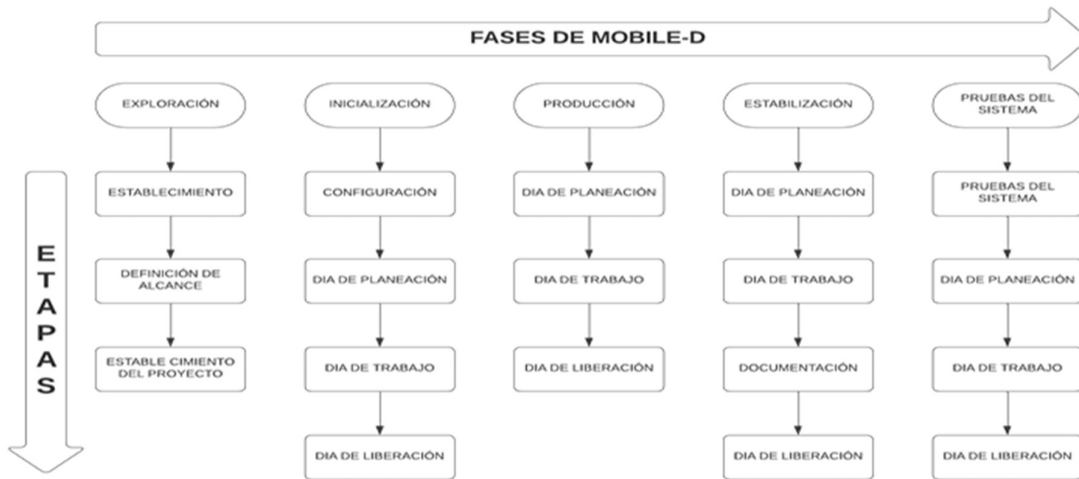 FASES DE MOBILE-D
EXPLORACIÓN
INICIALIZACIÓN
PRODUCCIÓN
ESTABILIZACIÓN
PRUEBAS DEL
SISTEMA
ETAPAS
ESTABLECIMIENTO
CONFIGURACIÓN
DIA DE PLANEACIÓN
DIA DE PLANEACIÓN
PRUEBAS DEL
SISTEMA
DEFINICIÓN DE
ALCANCE
DIA DE PLANEACIÓN
DIA DE TRABAJO
DIA DE TRABAJO
DIA DE PLANEACIÓN
ESTABLE CIMIENTO
DEL PROYECTO
DIA DE TRABAJO
DIA DE LIBERACIÓN
DOCUMENTACIÓN
DIA DE TRABAJO
DIA DE LIBERACIÓN
DIA DE LIBERACIÓN
DIA DE LIBERACIÓN